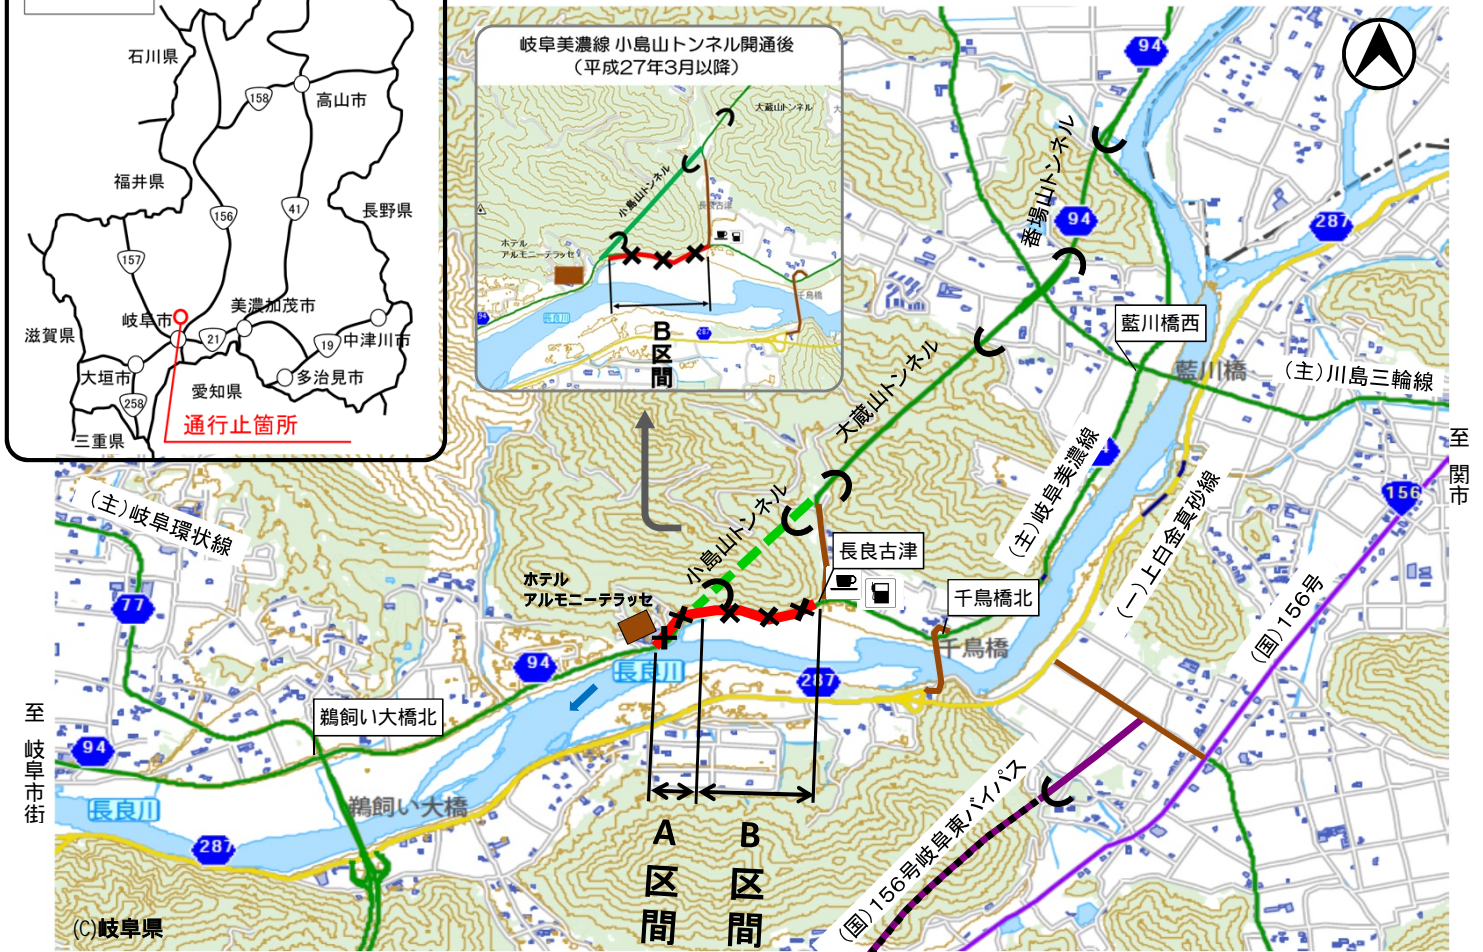 石川県
158
高山市
福井県
156
41
長野県
157
岐阜市
美濃加茂市
滋賀県
21
19
中津川市
大垣市
愛知県
多治見市
258
三重県
通行止箇所
岐阜美濃線 小島山トンネル開通後
（平成27年3月以降）
大蔵山トンネル
小島山トンネル
長良古津
ホテル
アルモニーテラッセ
94
長良川
千鳥橋
287
B
区
間
94
番場山トンネル
94
287
藍川橋西
藍川橋
（主）川島三輪線
大蔵山トンネル
（主）岐阜美濃線
至 関市
156
（一）上白金真砂線
（主）岐阜環状線
小島山トンネル
長良古津
（国）156号
77
ホテル
アルモニーテラッセ
千鳥橋北
千鳥橋
94
長良川
287
至 岐阜市街
鵜飼い大橋北
94
長良川
鵜飼い大橋
287
A
区
間
B
区
間
（国）156号岐阜東バイパス
(C)岐阜県